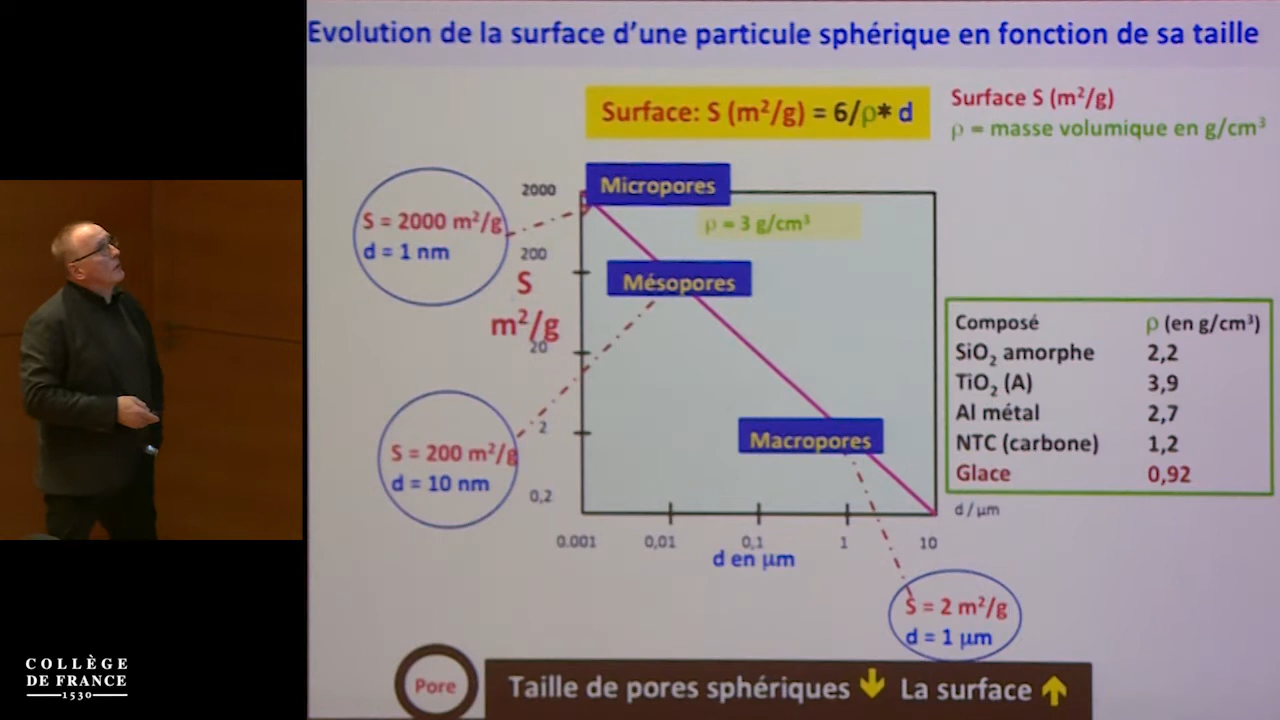 Evolution de la surface d'une particule sphérique en fonction de sa taille
Surface: S (m²/g) = 6/ρ* d
Surface S (m²/g)
ρ = masse volumique en g/cm³
Micropores
ρ = 3 g/cm³
Mésopores
Macropores
S = 2000 m²/g
d = 1 nm
S = 200 m²/g
d = 10 nm
2000
200
S
m²/g
20
2
0,2
0.001
0,01
0,1
1
10
d / µm
d en µm
S = 2 m²/g
d = 1 µm
Composé ρ (en g/cm³)
SiO₂ amorphe 2,2
TiO₂ (A) 3,9
Al métal 2,7
NTC (carbone) 1,2
Glace 0,92
Pore
Taille de pores sphériques ↓ La surface ↑
COLLÈGE
DE FRANCE
1530